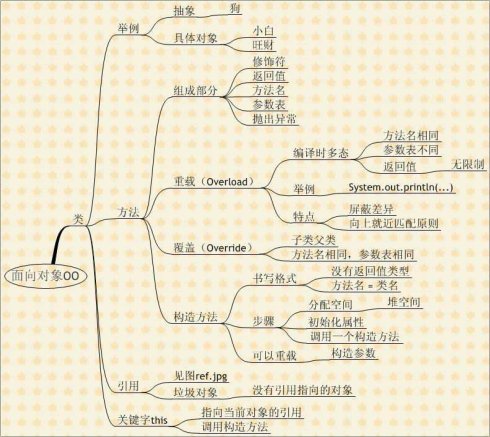 面向对象OO
类
举例
抽象
狗
具体对象
小白
旺财
方法
组成部分
修饰符
返回值
方法名
参数表
抛出异常
重载（Overload）
编译时多态
方法名相同
参数表不同
返回值
无限制
举例
System.out.println(...)
特点
屏蔽差异
向上就近匹配原则
覆盖（Override）
子类父类
方法名相同，参数表相同
构造方法
书写格式
没有返回值类型
方法名 = 类名
步骤
分配空间
堆空间
初始化属性
调用一个构造方法
可以重载
构造参数
引用
见图ref.jpg
垃圾对象
没有引用指向的对象
关键字this
指向当前对象的引用
调用构造方法